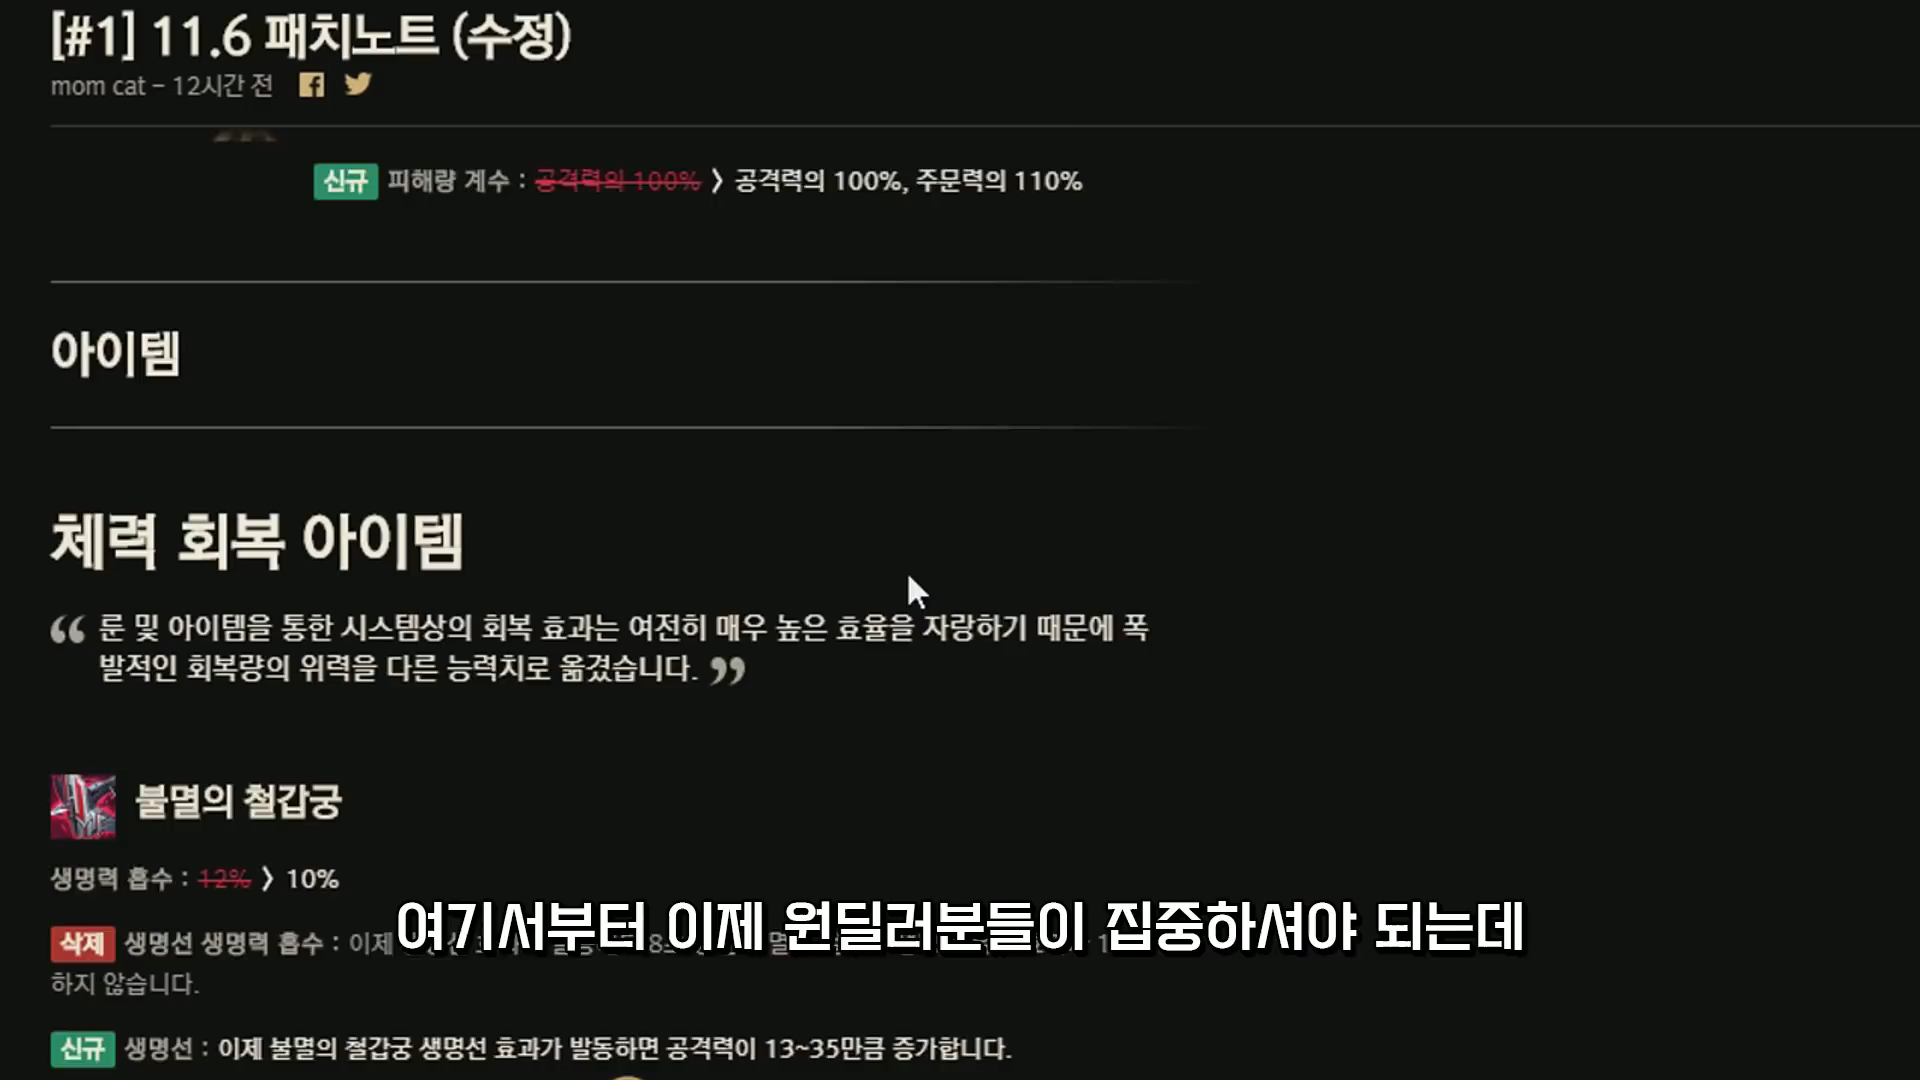 [#1] 11.6 패치노트 (수정)
mom cat – 12시간 전
신규 피해량 계수 : 공격력의 100% 〉 공격력의 100%, 주문력의 110%
아이템
체력 회복 아이템
“ 룬 및 아이템을 통한 시스템상의 회복 효과는 여전히 매우 높은 효율을 자랑하기 때문에 폭
발적인 회복량의 위력을 다른 능력치로 옮겼습니다. ”
불멸의 철갑궁
생명력 흡수 : 12% 〉 10%
삭제 생명선 생명력 흡수 : 이제
하지 않습니다.
여기서부터 이제 원딜러분들이 집중하셔야 되는데
신규 생명선 : 이제 불멸의 철갑궁 생명선 효과가 발동하면 공격력이 13~35만큼 증가합니다.